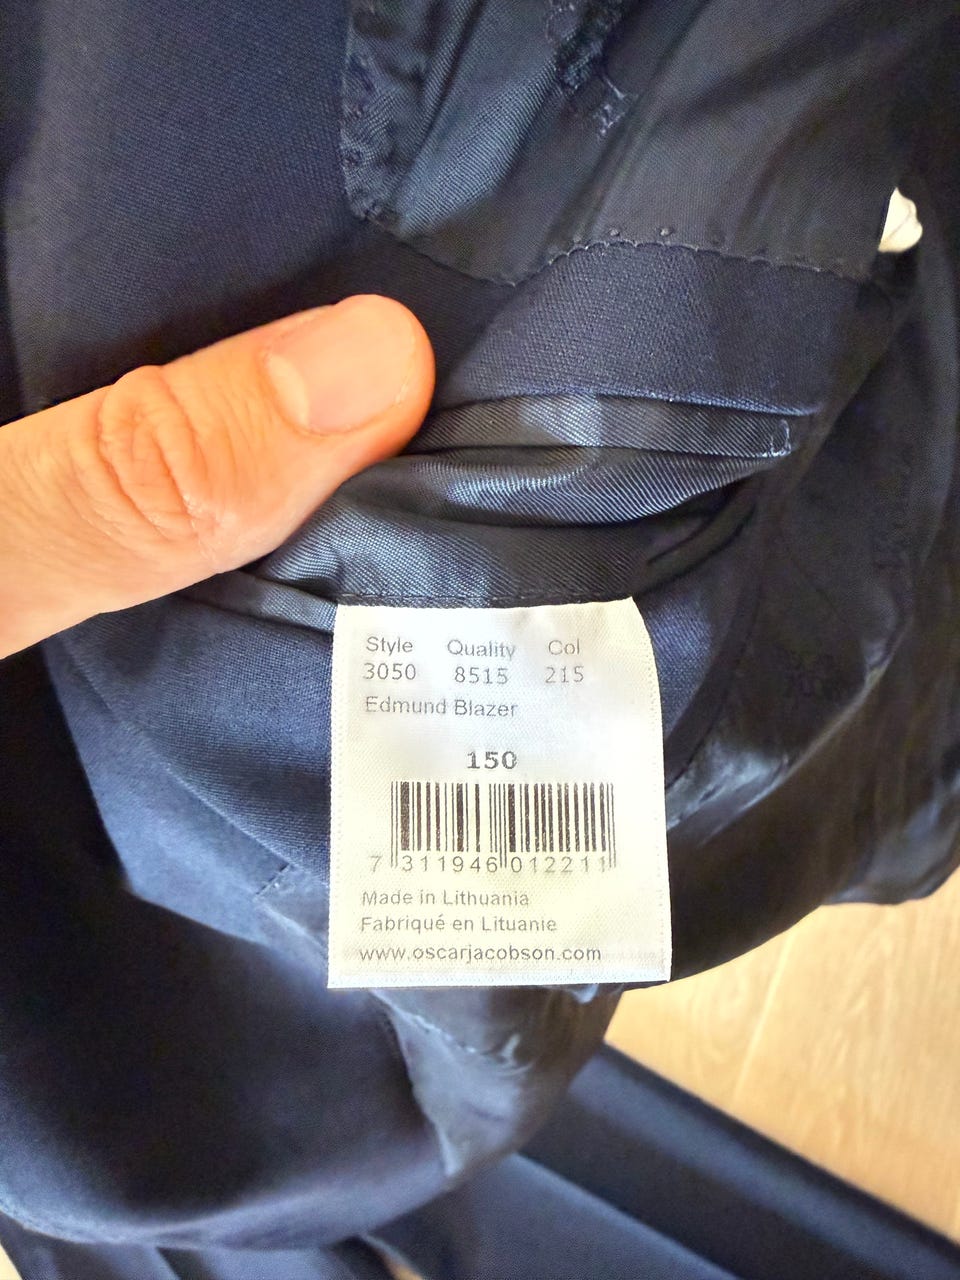 Style Quality Col
3050 8515 215
Edmund Blazer
150
7 311946 012211
Made in Lithuania
Fabriqué en Lituanie
www.oscarjacobson.com